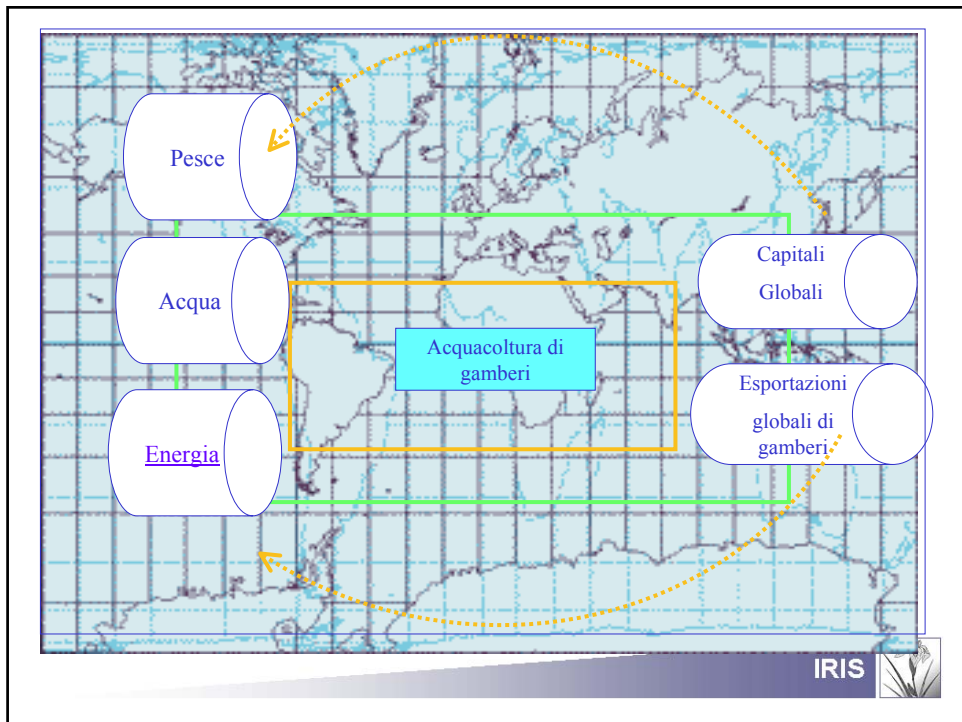 Pesce
Acqua
Energia
Acquacoltura di
gamberi
Capitali
Globali
Esportazioni
globali di
gamberi
IRIS